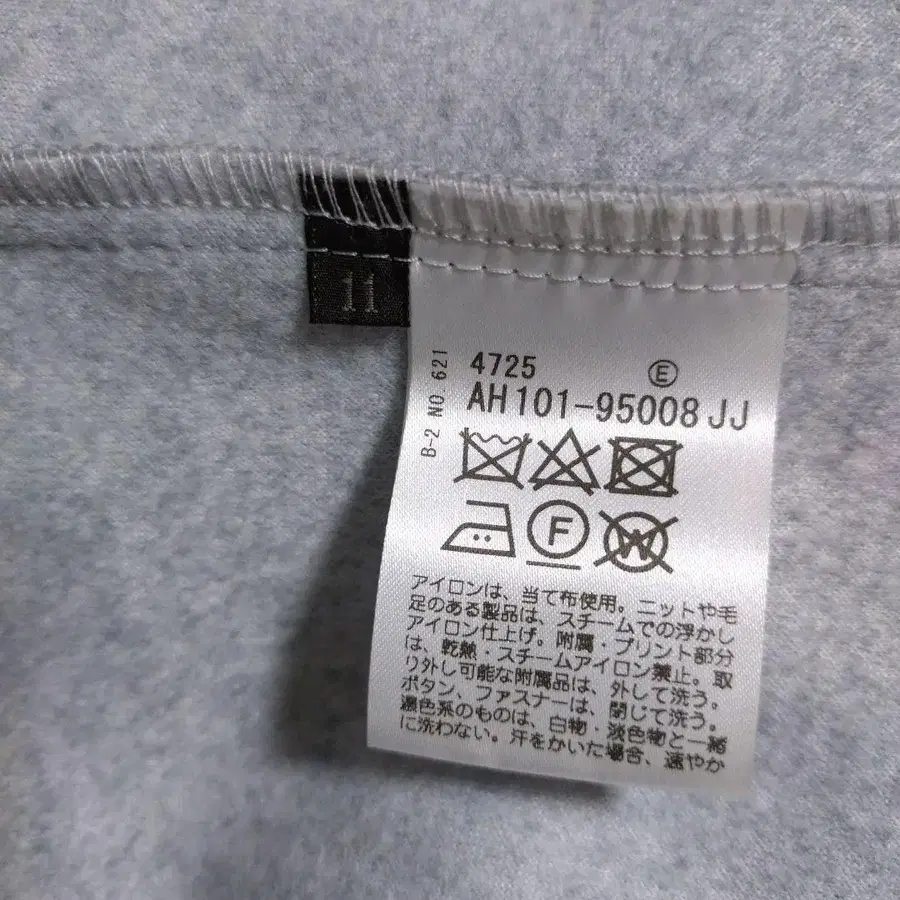 11
B-2 NO.621
4725 Ⓔ
AH101-95008JJ
F
W
アイロンは、当て布使用。ニットや毛
足のある製品は、スチームでの浮かし
アイロン仕上げ。附属・プリント部分
は、乾熱・スチームアイロン禁止。取
り外し可能な附属品は、外して洗う。
ボタン、ファスナーは、閉じて洗う。
濃色系のものは、白物・淡色物と一緒
に洗わない。汗をかいた場合、速やか